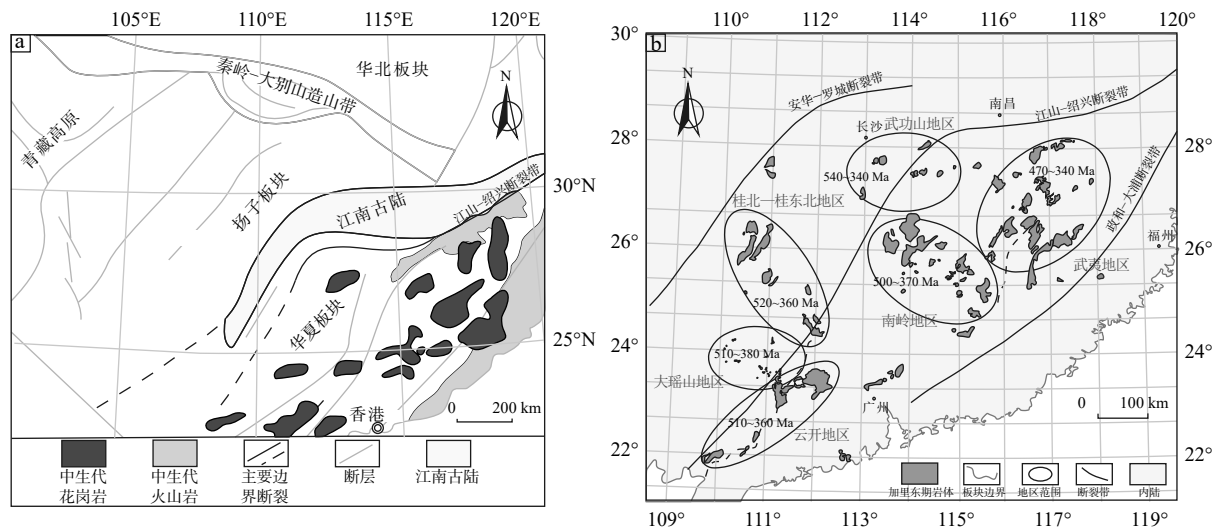 105°E 110°E 115°E 120°E
a
华北板块
秦岭-大别山造山带
N
青藏高原
扬子板块
江南古陆
江山-绍兴断裂带
30°N
华夏板块
25°N
香港
0 200 km
中生代
花岗岩
中生代
火山岩
主要边
界断裂
断层
江南古陆
110° 112° 114° 116° 118° 120°
30°
b
N
安华-罗城断裂带
南昌
江山-绍兴断裂带
长沙
武功山地区
28°
28°
540~340 Ma
470~340 Ma
政和-大浦断裂带
桂北-桂东北地区
福州
26°
26°
500~370 Ma
武夷地区
520~360 Ma
南岭地区
24°
24°
510~380 Ma
大瑶山地区
广州
0 100 km
510~360 Ma
云开地区
22°
22°
加里东期岩体
板块边界
地区范围
断裂带
内陆
109° 111° 113° 115° 117° 119°